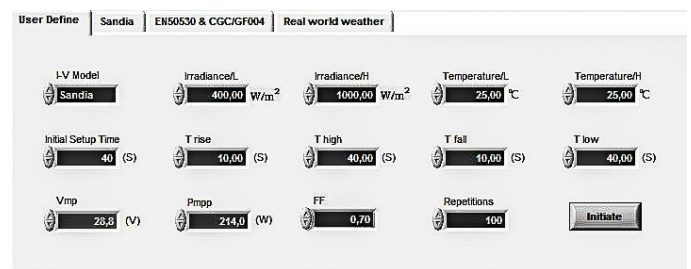 User Define Sandia EN50530 & CGC/GF004 Real world weather
I-V Model Irradiance/L Irradiance/H Temperature/L Temperature/H
Sandia 400,00 W/m² 1000,00 W/m² 25,00 ℃ 25,00 ℃
Initial Setup Time T rise T high T fall T low
40 (S) 10,00 (S) 40,00 (S) 10,00 (S) 40,00 (S)
Vmp Pmpp FF Repetitions
28,8 (V) 214,0 (W) 0,70 100 Initiate